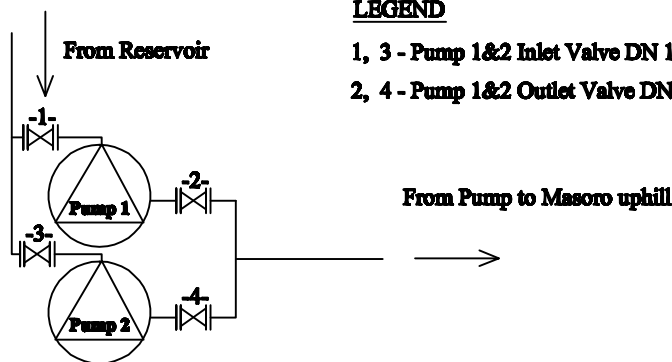 LEGEND
From Reservoir
1, 3 - Pump 1&2 Inlet Valve DN 1
2, 4 - Pump 1&2 Outlet Valve DN
-1-
-2-
Pump 1
From Pump to Masoro uphill
-3-
-4-
Pump 2